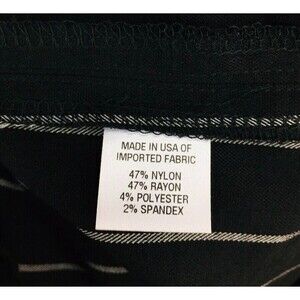 MADE IN USA OF
IMPORTED FABRIC
47% NYLON
47% RAYON
4% POLYESTER
2% SPANDEX